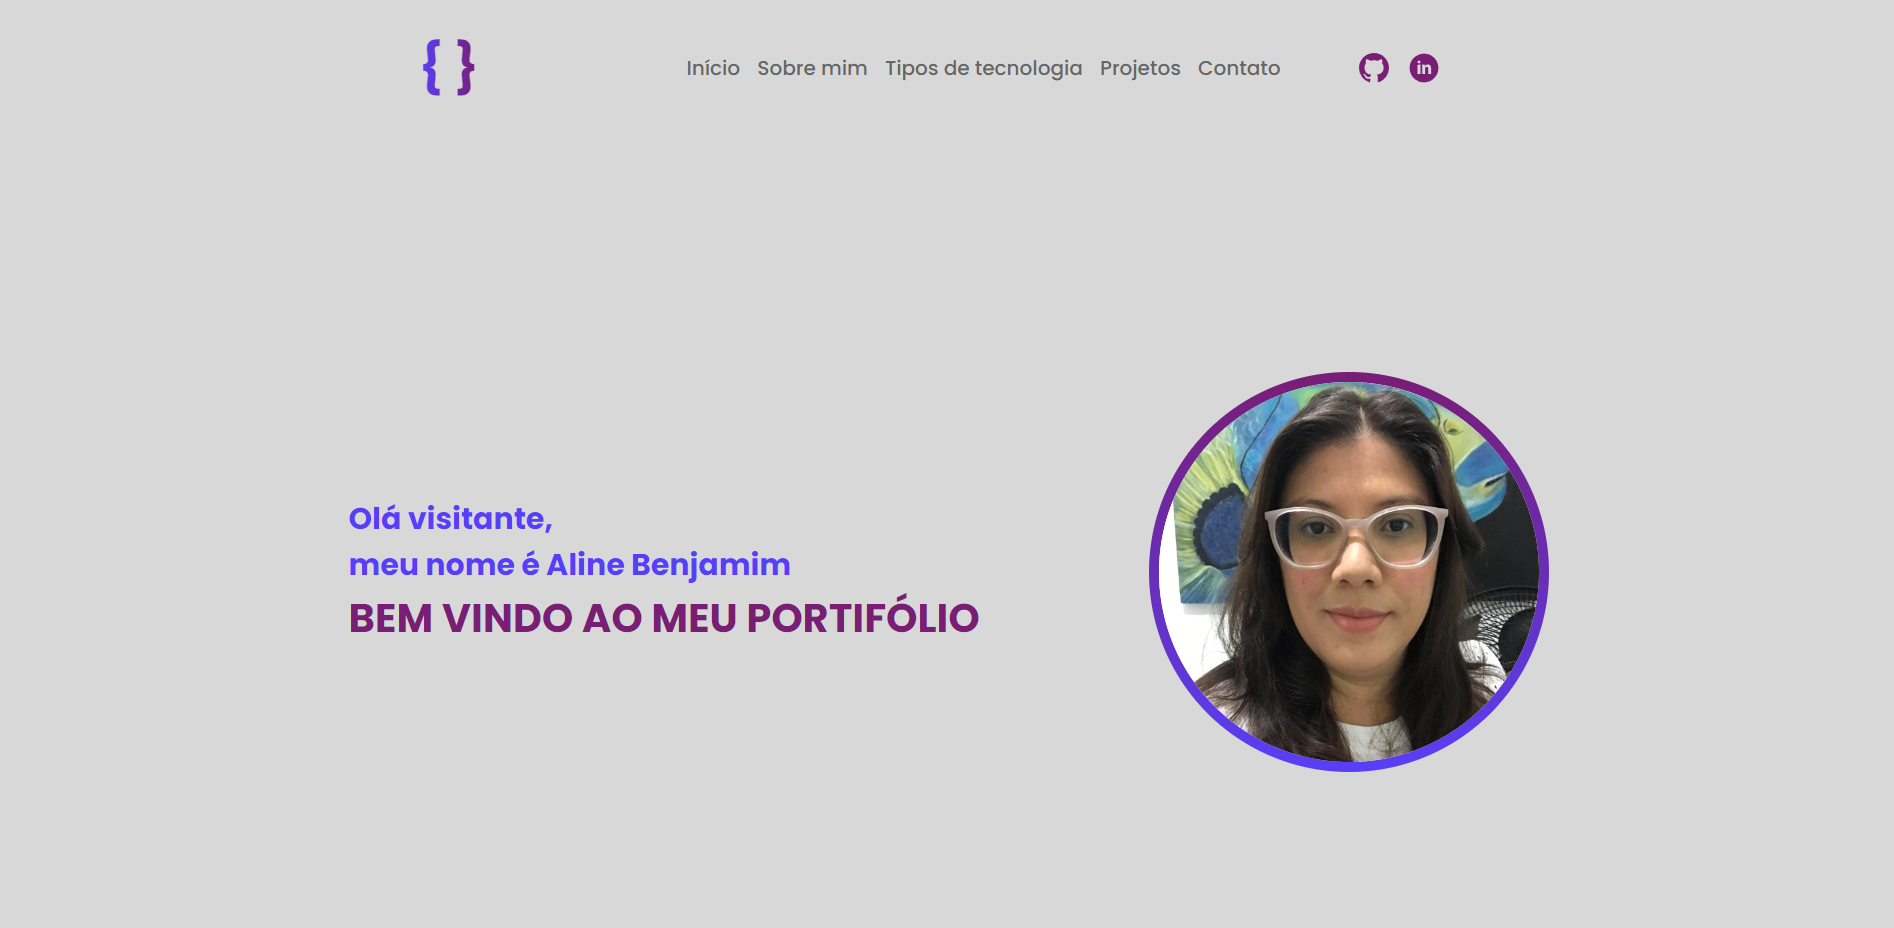 { }
Início Sobre mim Tipos de tecnologia Projetos Contato
in
Olá visitante,
meu nome é Aline Benjamim
BEM VINDO AO MEU PORTIFÓLIO